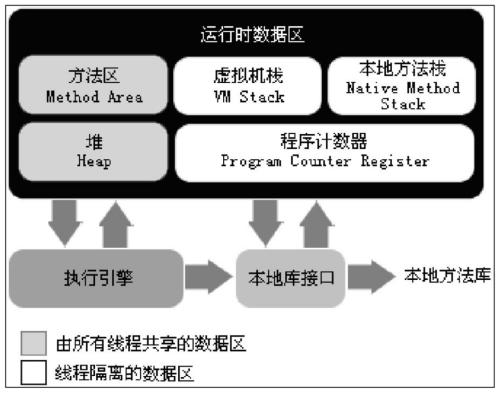 运行时数据区
方法区
Method Area
虚拟机栈
VM Stack
本地方法栈
Native Method
Stack
堆
Heap
程序计数器
Program Counter Register
执行引擎
本地库接口
本地方法库
由所有线程共享的数据区
线程隔离的数据区